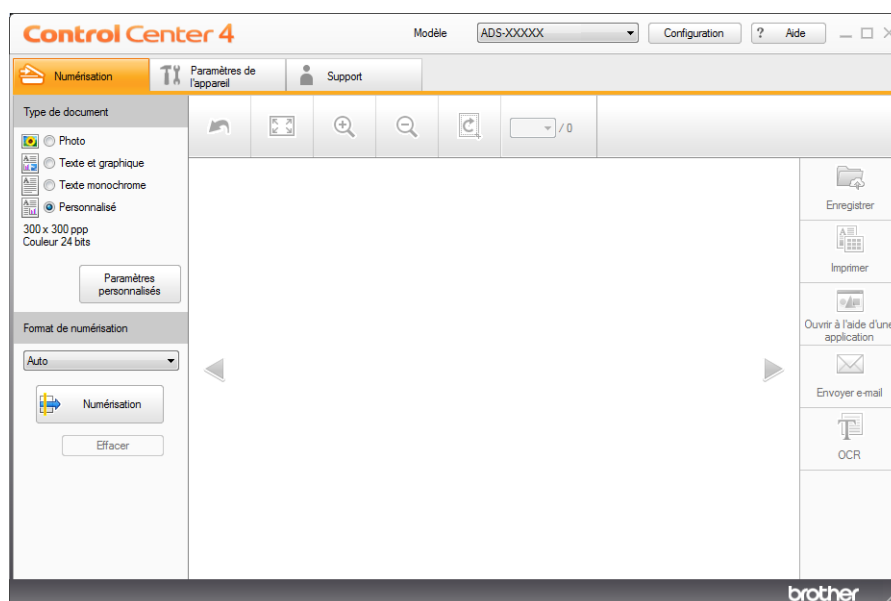 Control Center 4
Modèle
ADS-XXXXX
Configuration
? Aide
Numérisation
Paramètres de
l'appareil
Support
Type de document
Photo
Texte et graphique
Texte monochrome
Personnalisé
300 x 300 ppp
Couleur 24 bits
Paramètres
personnalisés
Format de numérisation
Auto
Numérisation
Effacer
/ 0
Enregistrer
Imprimer
Ouvrir à l'aide d'une
application
Envoyer e-mail
OCR
brother